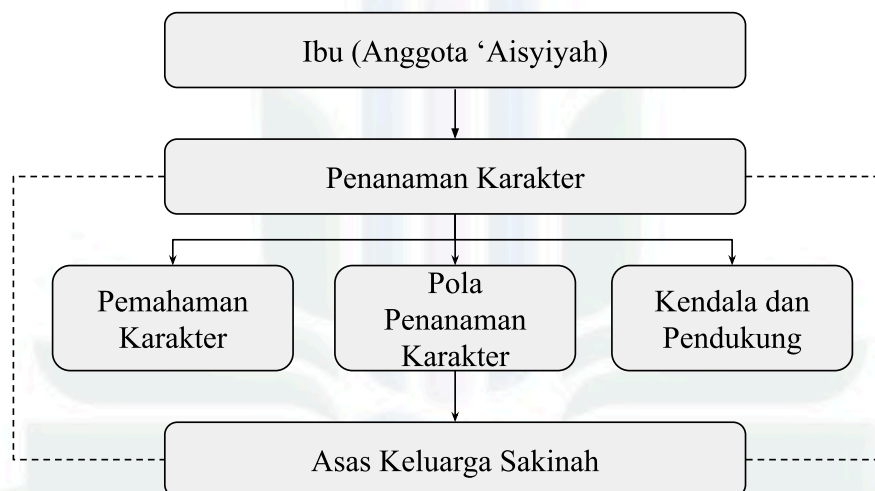 Ibu (Anggota ‘Aisyiyah)
Penanaman Karakter
Pemahaman
Karakter
Pola
Penanaman
Karakter
Kendala dan
Pendukung
Asas Keluarga Sakinah